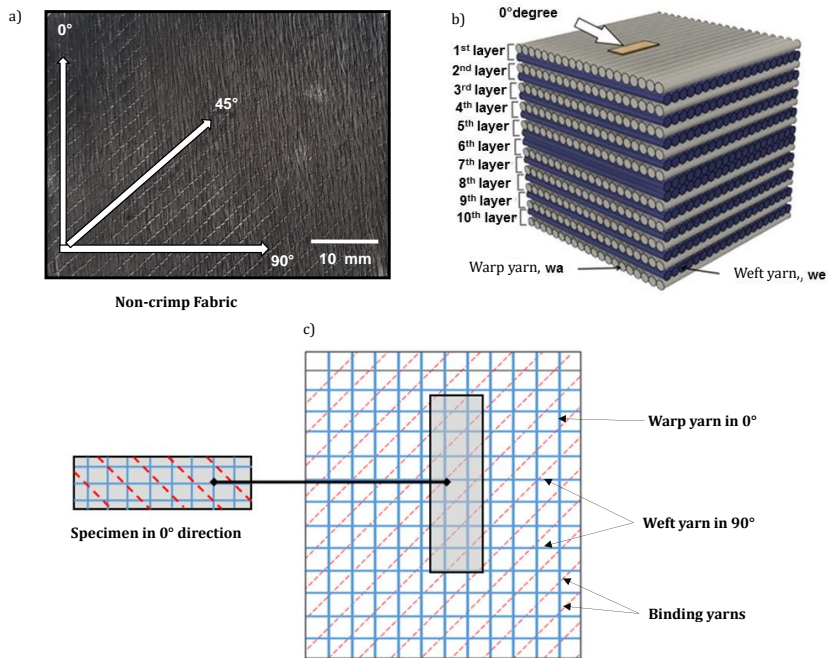 a)
0°
45°
90°
10 mm
Non-crimp Fabric
b)
0°degree
1st layer
2nd layer
3rd layer
4th layer
5th layer
6th layer
7th layer
8th layer
9th layer
10th layer
Warp yarn, wa
Weft yarn,, we
c)
Warp yarn in 0°
Weft yarn in 90°
Binding yarns
Specimen in 0° direction